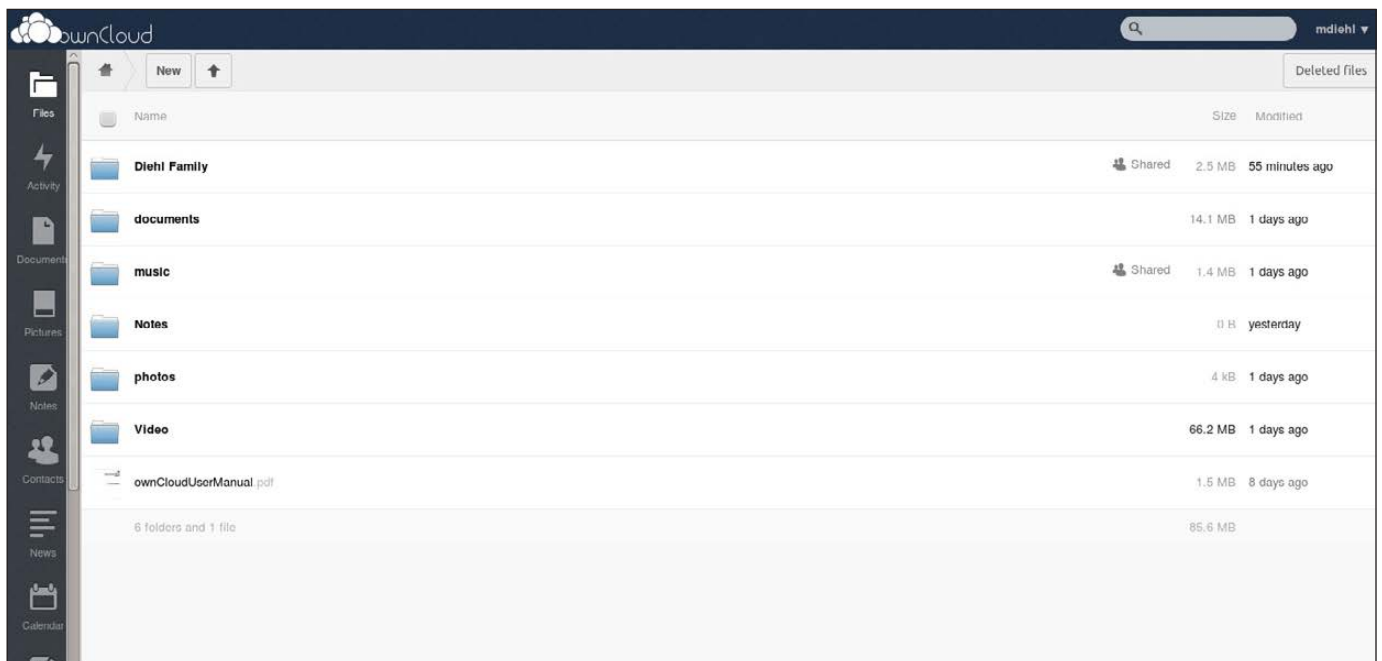 ownCloud
mdiehl
New
Deleted files
Files
Name Size Modified
Diehl Family Shared 2.5 MB 55 minutes ago
Activity
documents 14.1 MB 1 days ago
Documents
music Shared 1.4 MB 1 days ago
Notes 0 B yesterday
Pictures
photos 4 kB 1 days ago
Notes
Video 66.2 MB 1 days ago
Contacts
ownCloudUserManual.pdf 1.5 MB 8 days ago
6 folders and 1 file 85.6 MB
News
Calendar